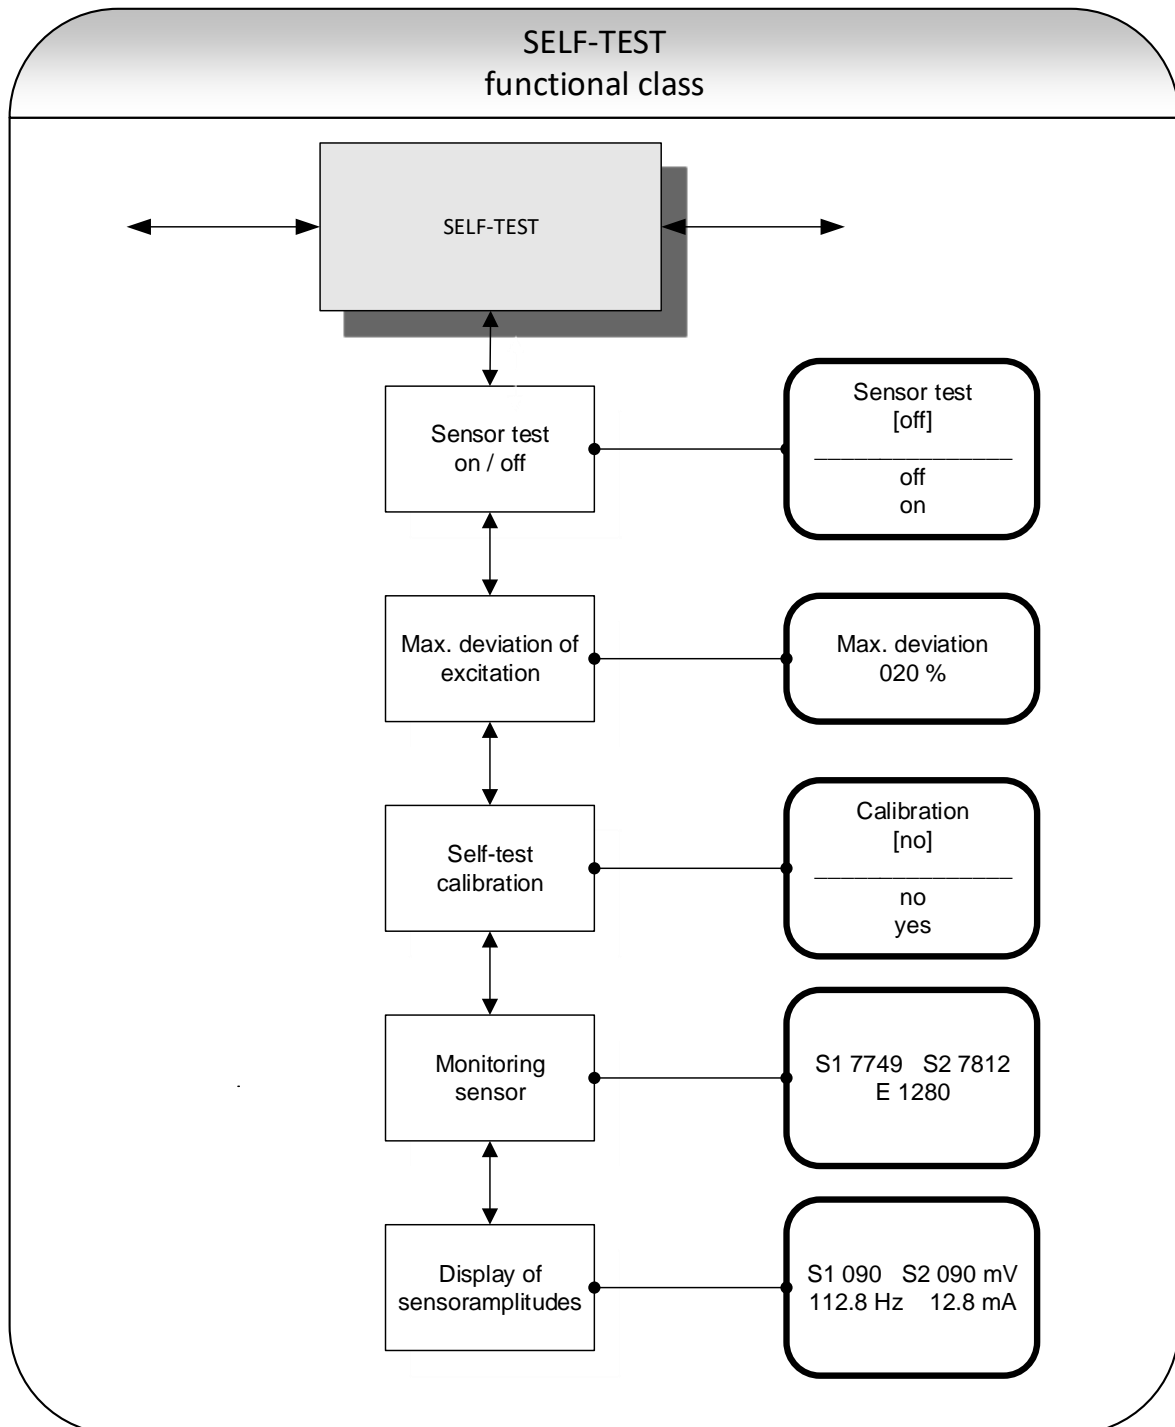 SELF-TEST
functional class
SELF-TEST
Sensor test
on / off
Sensor test
[off]
_______________
off
on
Max. deviation of
excitation
Max. deviation
020 %
Self-test
calibration
Calibration
[no]
_______________
no
yes
Monitoring
sensor
S1 7749 S2 7812
E 1280
Display of
sensoramplitudes
S1 090 S2 090 mV
112.8 Hz 12.8 mA